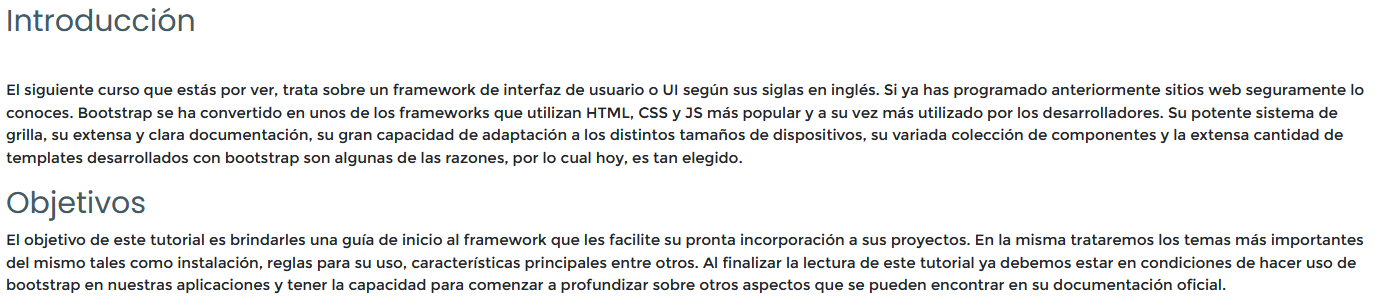 Introducción
El siguiente curso que estás por ver, trata sobre un framework de interfaz de usuario o UI según sus siglas en inglés. Si ya has programado anteriormente sitios web seguramente lo
conoces. Bootstrap se ha convertido en unos de los frameworks que utilizan HTML, CSS y JS más popular y a su vez más utilizado por los desarrolladores. Su potente sistema de
grilla, su extensa y clara documentación, su gran capacidad de adaptación a los distintos tamaños de dispositivos, su variada colección de componentes y la extensa cantidad de
templates desarrollados con bootstrap son algunas de las razones, por lo cual hoy, es tan elegido.
Objetivos
El objetivo de este tutorial es brindarles una guía de inicio al framework que les facilite su pronta incorporación a sus proyectos. En la misma trataremos los temas más importantes
del mismo tales como instalación, reglas para su uso, características principales entre otros. Al finalizar la lectura de este tutorial ya debemos estar en condiciones de hacer uso de
bootstrap en nuestras aplicaciones y tener la capacidad para comenzar a profundizar sobre otros aspectos que se pueden encontrar en su documentación oficial.